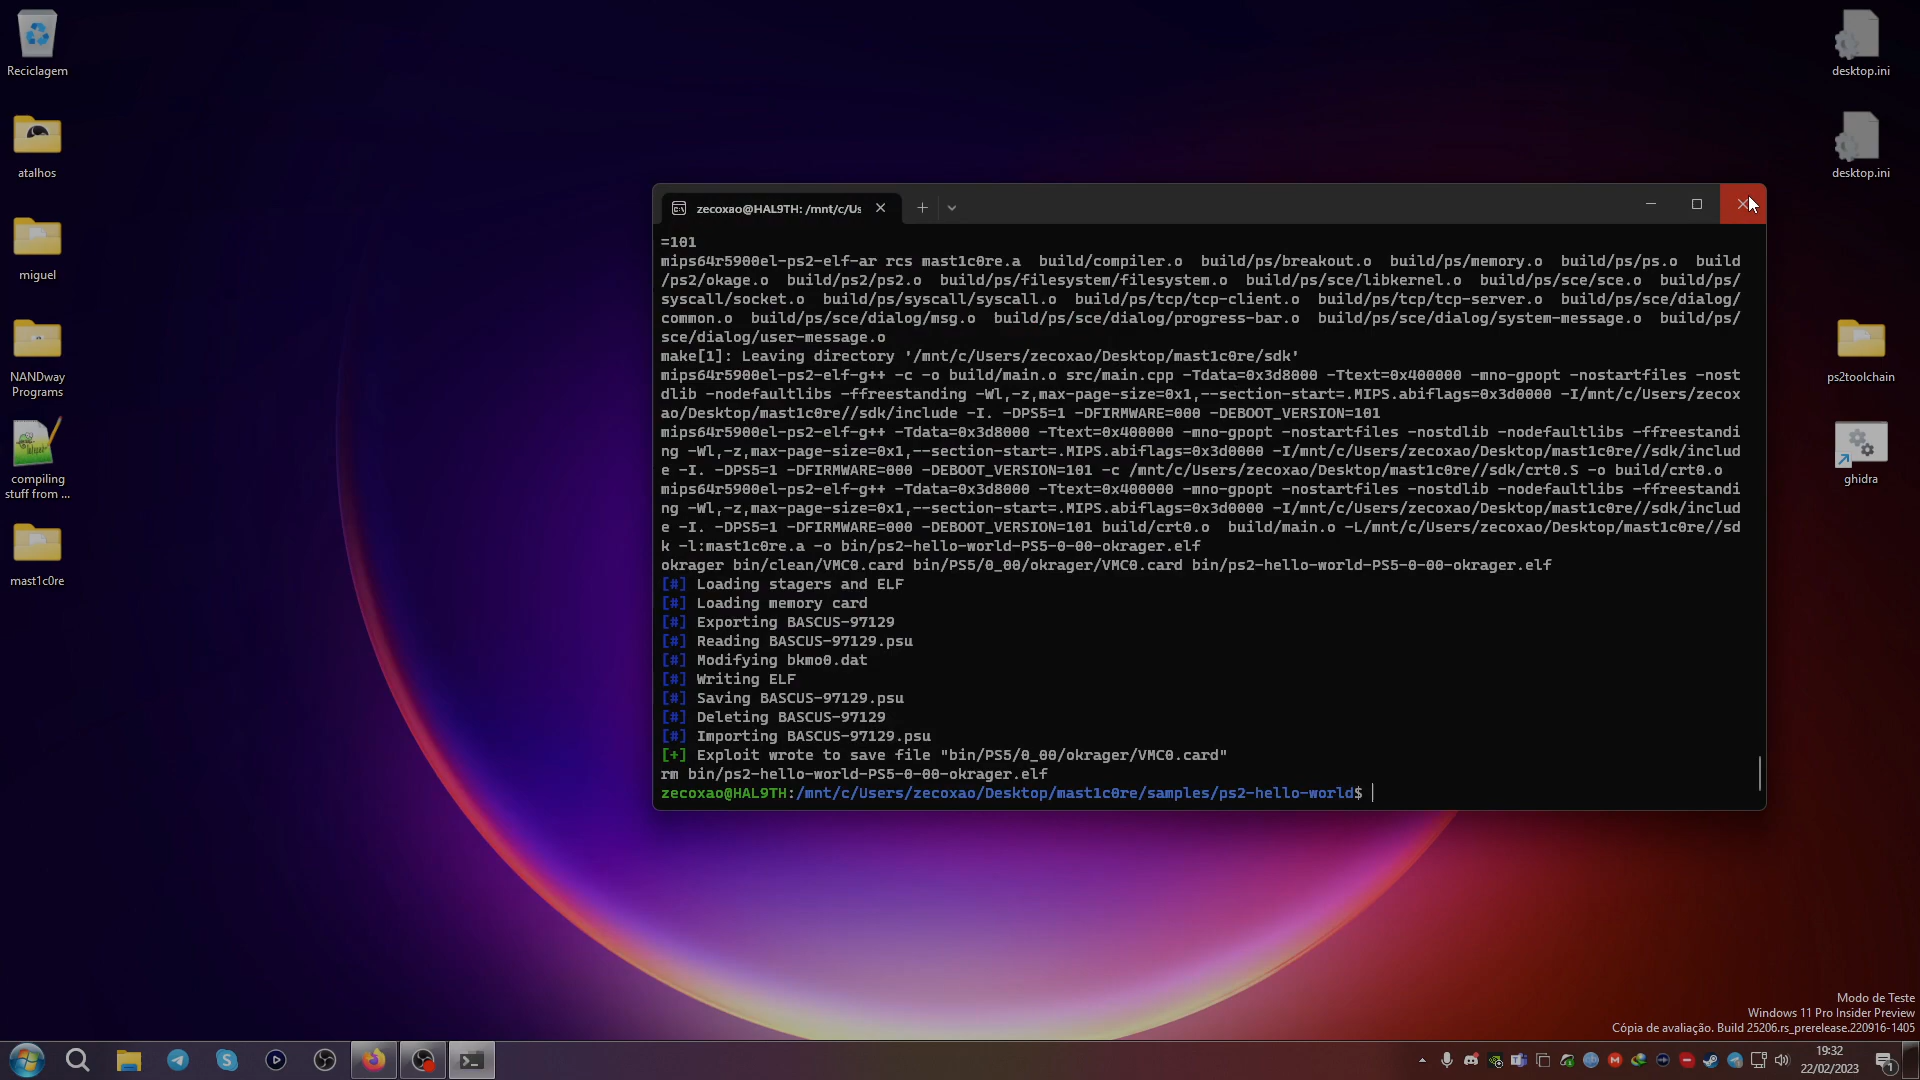 Reciclagem
atalhos
miguel
NANDway
Programs
compiling
stuff from ...
mast1c0re
desktop.ini
desktop.ini
ps2toolchain
ghidra
zecoxao@HAL9TH: /mnt/c/Us
=101
mips64r5900el-ps2-elf-ar rcs mast1c0re.a  build/compiler.o  build/ps/breakout.o  build/ps/memory.o  build/ps/ps.o  build
/ps2/okage.o  build/ps2/ps2.o  build/ps/filesystem/filesystem.o  build/ps/sce/libkernel.o  build/ps/sce/sce.o  build/ps/
syscall/socket.o  build/ps/syscall/syscall.o  build/ps/tcp/tcp-client.o  build/ps/tcp/tcp-server.o  build/ps/sce/dialog/
common.o  build/ps/sce/dialog/msg.o  build/ps/sce/dialog/progress-bar.o  build/ps/sce/dialog/system-message.o  build/ps/
sce/dialog/user-message.o
make[1]: Leaving directory '/mnt/c/Users/zecoxao/Desktop/mast1c0re/sdk'
mips64r5900el-ps2-elf-g++ -c -o build/main.o src/main.cpp -Tdata=0x3d8000 -Ttext=0x400000 -mno-gpopt -nostartfiles -nost
dlib -nodefaultlibs -ffreestanding -Wl,-z,max-page-size=0x1,--section-start=.MIPS.abiflags=0x3d0000 -I/mnt/c/Users/zecox
ao/Desktop/mast1c0re//sdk/include -I. -DPS5=1 -DFIRMWARE=000 -DEBOOT_VERSION=101
mips64r5900el-ps2-elf-g++ -Tdata=0x3d8000 -Ttext=0x400000 -mno-gpopt -nostartfiles -nostdlib -nodefaultlibs -ffreestandi
ng -Wl,-z,max-page-size=0x1,--section-start=.MIPS.abiflags=0x3d0000 -I/mnt/c/Users/zecoxao/Desktop/mast1c0re//sdk/includ
e -I. -DPS5=1 -DFIRMWARE=000 -DEBOOT_VERSION=101 -c /mnt/c/Users/zecoxao/Desktop/mast1c0re//sdk/crt0.S -o build/crt0.o
mips64r5900el-ps2-elf-g++ -Tdata=0x3d8000 -Ttext=0x400000 -mno-gpopt -nostartfiles -nostdlib -nodefaultlibs -ffreestandi
ng -Wl,-z,max-page-size=0x1,--section-start=.MIPS.abiflags=0x3d0000 -I/mnt/c/Users/zecoxao/Desktop/mast1c0re//sdk/includ
e -I. -DPS5=1 -DFIRMWARE=000 -DEBOOT_VERSION=101 build/crt0.o  build/main.o -L/mnt/c/Users/zecoxao/Desktop/mast1c0re//sd
k -l:mast1c0re.a -o bin/ps2-hello-world-PS5-0-00-okrager.elf
okrager bin/clean/VMC0.card bin/PS5/0_00/okrager/VMC0.card bin/ps2-hello-world-PS5-0-00-okrager.elf
[#] Loading stagers and ELF
[#] Loading memory card
[#] Exporting BASCUS-97129
[#] Reading BASCUS-97129.psu
[#] Modifying bkmo0.dat
[#] Writing ELF
[#] Saving BASCUS-97129.psu
[#] Deleting BASCUS-97129
[#] Importing BASCUS-97129.psu
[+] Exploit wrote to save file "bin/PS5/0_00/okrager/VMC0.card"
rm bin/ps2-hello-world-PS5-0-00-okrager.elf
zecoxao@HAL9TH:/mnt/c/Users/zecoxao/Desktop/mast1c0re/samples/ps2-hello-world$
Modo de Teste
Windows 11 Pro Insider Preview
Cópia de avaliação. Build 25206.rs_prerelease.220916-1405
19:32
22/02/2023